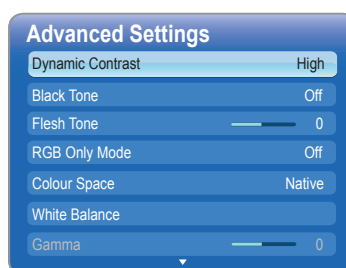 Advanced Settings
Dynamic Contrast High
Black Tone Off
Flesh Tone 0
RGB Only Mode Off
Colour Space Native
White Balance
Gamma 0